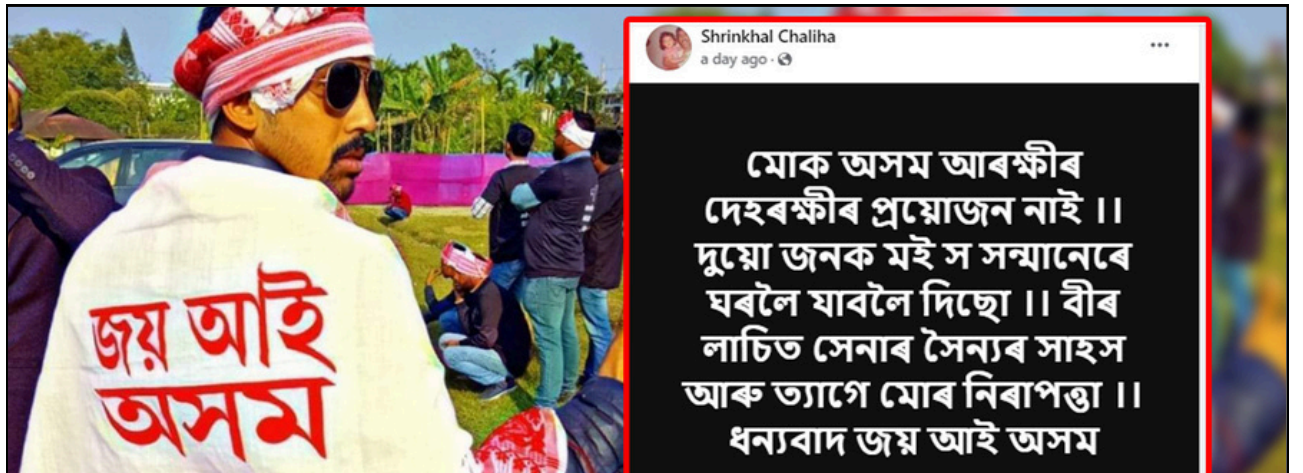 জয় আই
অসম
Shrinkhal Chaliha
a day ago
মোক অসম আৰক্ষীৰ
দেহৰক্ষীৰ প্ৰয়োজন নাই ।।
দুয়ো জনক মই স সন্মানেৰে
ঘৰলৈ যাবলৈ দিছো ।। বীৰ
লাচিত সেনাৰ সৈন্যৰ সাহস
আৰু ত্যাগে মোৰ নিৰাপত্তা ।।
ধন্যবাদ জয় আই অসম